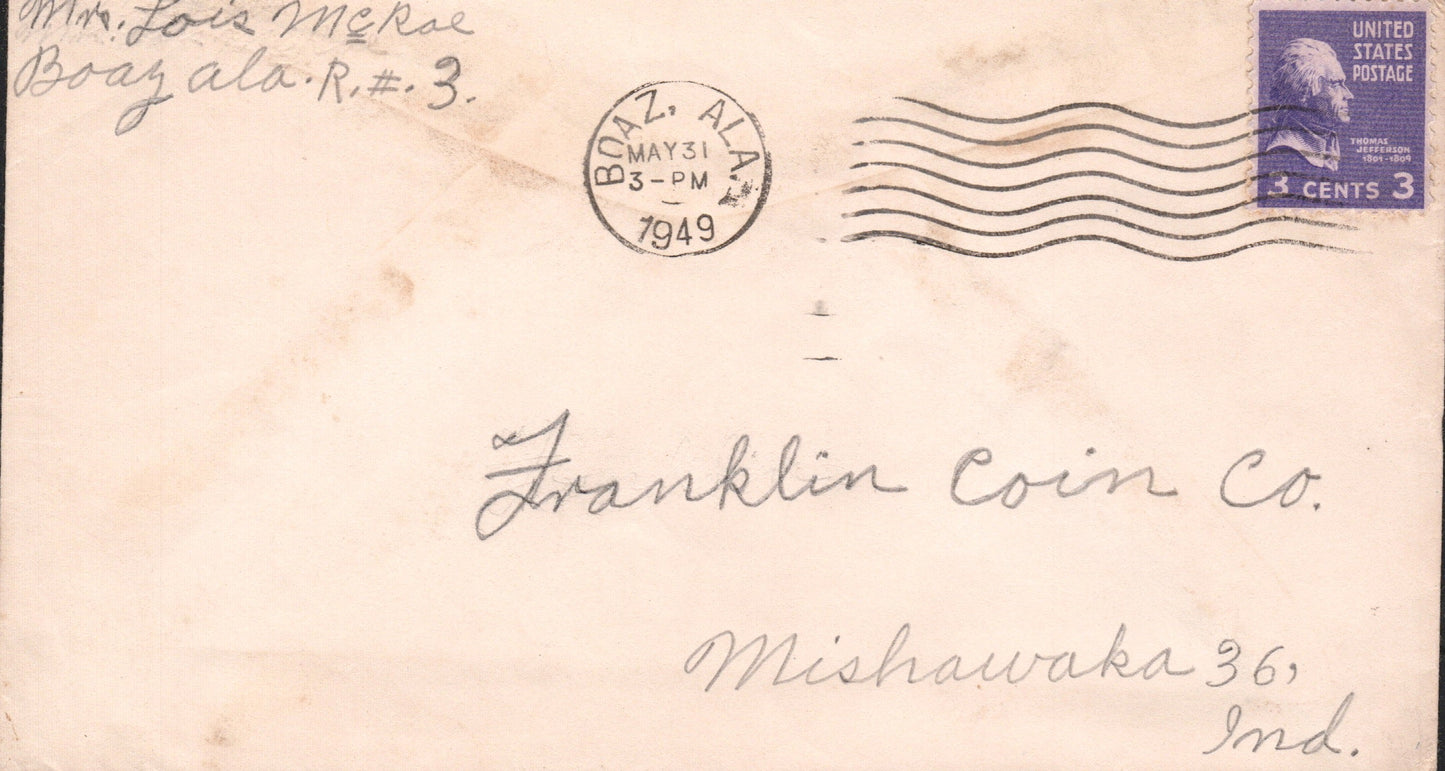 Mrs. Lois McRae
Boaz Ala. R.#.3.
BOAZ, ALA.
MAY 31
3-PM
1949
UNITED
STATES
POSTAGE
THOMAS
JEFFERSON
1801-1809
3 CENTS 3
Franklin Coin Co.
Mishawaka 36,
Ind.